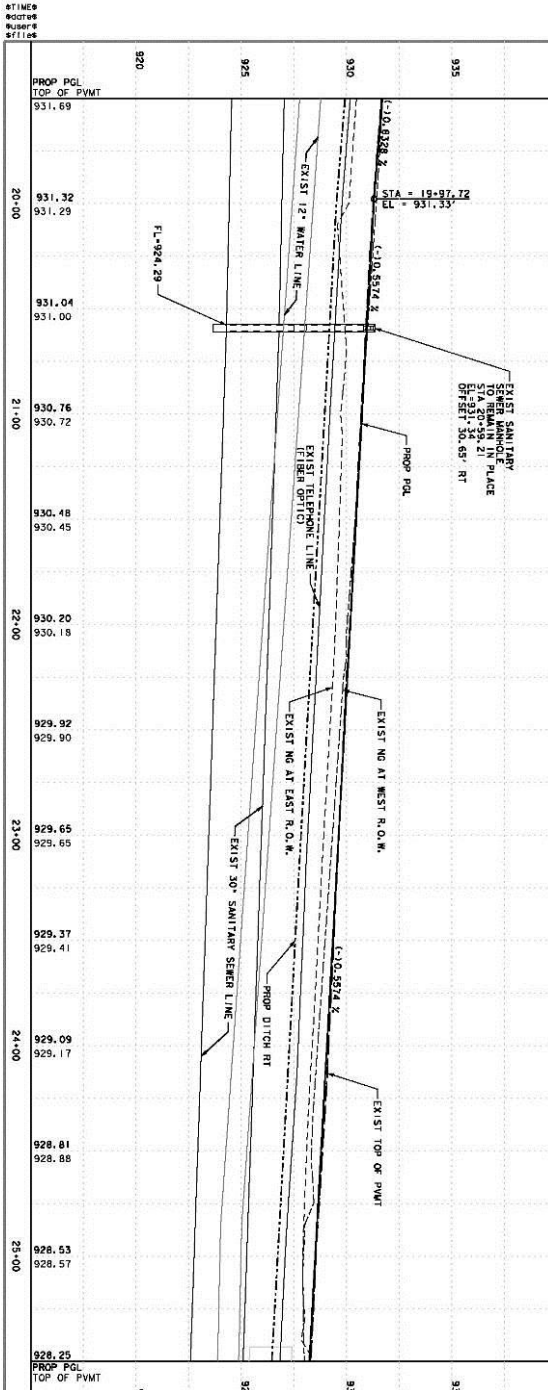 $TIME$
$date$
$user$
$file$
920
925
930
935
PROP PGL
TOP OF PVMT
931.69
20+00
931.32
931.29
931.04
931.00
21+00
930.76
930.72
930.48
930.45
22+00
930.20
930.18
929.92
929.90
23+00
929.65
929.65
929.37
929.41
24+00
929.09
929.17
928.81
928.88
25+00
928.53
928.57
928.25
PROP PGL
TOP OF PVMT
(-)0.8328 %
STA = 19+97.72
EL = 931.33'
(-)0.5574 %
EXIST 12" WATER LINE
FL=924.29
EXIST SANITARY
SEWER MANHOLE
TO REMAIN IN PLACE
STA 20+59.21
EL=931.34
OFFSET 30.65' RT
PROP PGL
EXIST TELEPHONE LINE
(FIBER OPTIC)
EXIST NG AT EAST R.O.W.
EXIST NG AT WEST R.O.W.
EXIST 30" SANITARY SEWER LINE
PROP DITCH RT
(-)0.5574 %
EXIST TOP OF PVMT